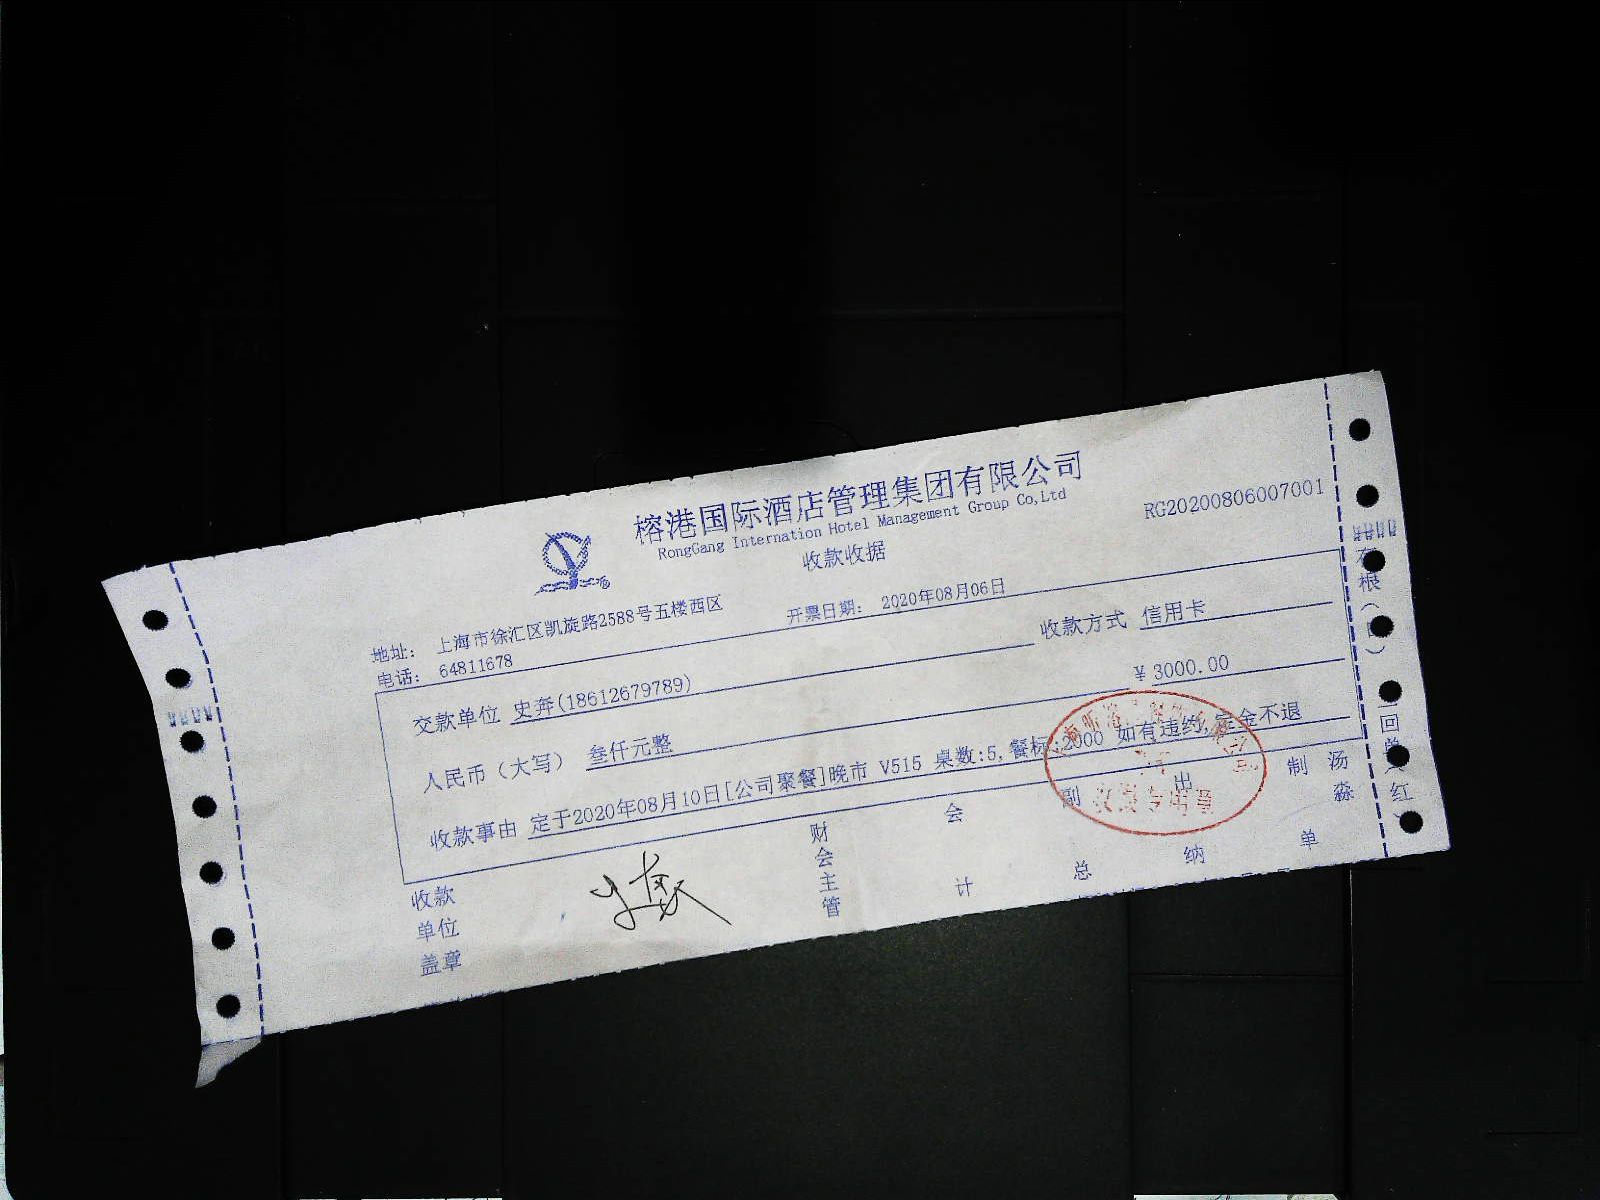 榕港国际酒店管理集团有限公司
RongGang Internation Hotel Management Group Co,Ltd
收款收据
RG20200806007001
地址: 上海市徐汇区凯旋路2588号五楼西区
电话: 64811678
开票日期: 2020年08月06日
交款单位 史奔(18612679789)
收款方式 信用卡
人民币(大写) 叁仟元整
￥3000.00
收款事由 定于2020年08月10日[公司聚餐]晚市 V515 桌数:5,餐标:2000 如有违约,定金不退
收款单位盖章
财会主管
会计
副总
出纳
制单
汤淼